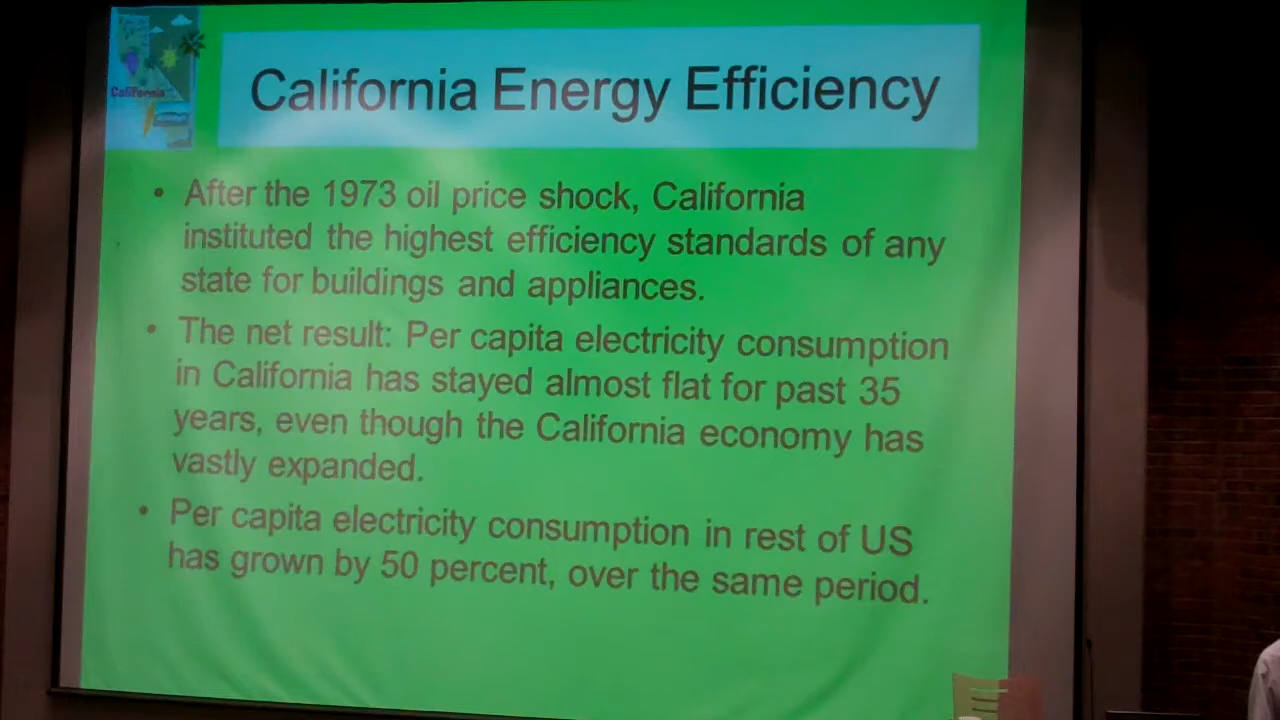 California
California Energy Efficiency
• After the 1973 oil price shock, California
instituted the highest efficiency standards of any
state for buildings and appliances.
• The net result: Per capita electricity consumption
in California has stayed almost flat for past 35
years, even though the California economy has
vastly expanded.
• Per capita electricity consumption in rest of US
has grown by 50 percent, over the same period.